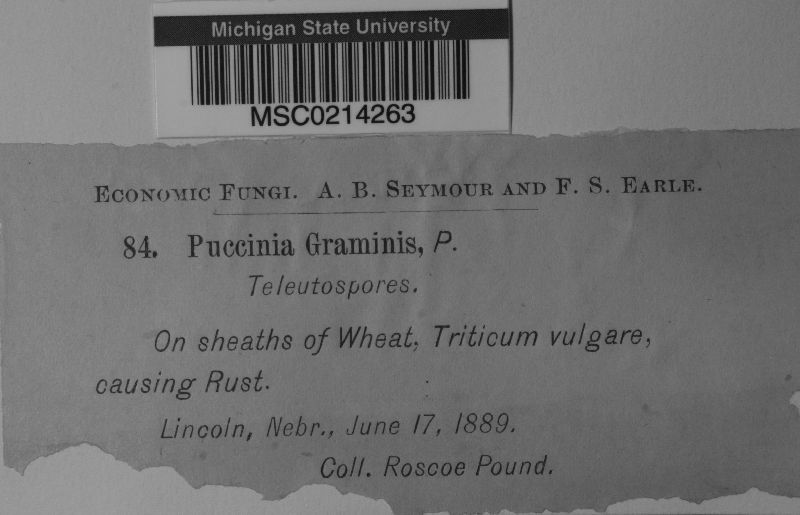 Michigan State University
MSC0214263
ECONOMIC FUNGI. A. B. SEYMOUR AND F. S. EARLE.
84. Puccinia Graminis, P.
Teleutospores.
On sheaths of Wheat, Triticum vulgare,
causing Rust.
Lincoln, Nebr., June 17, 1889.
Coll. Roscoe Pound.